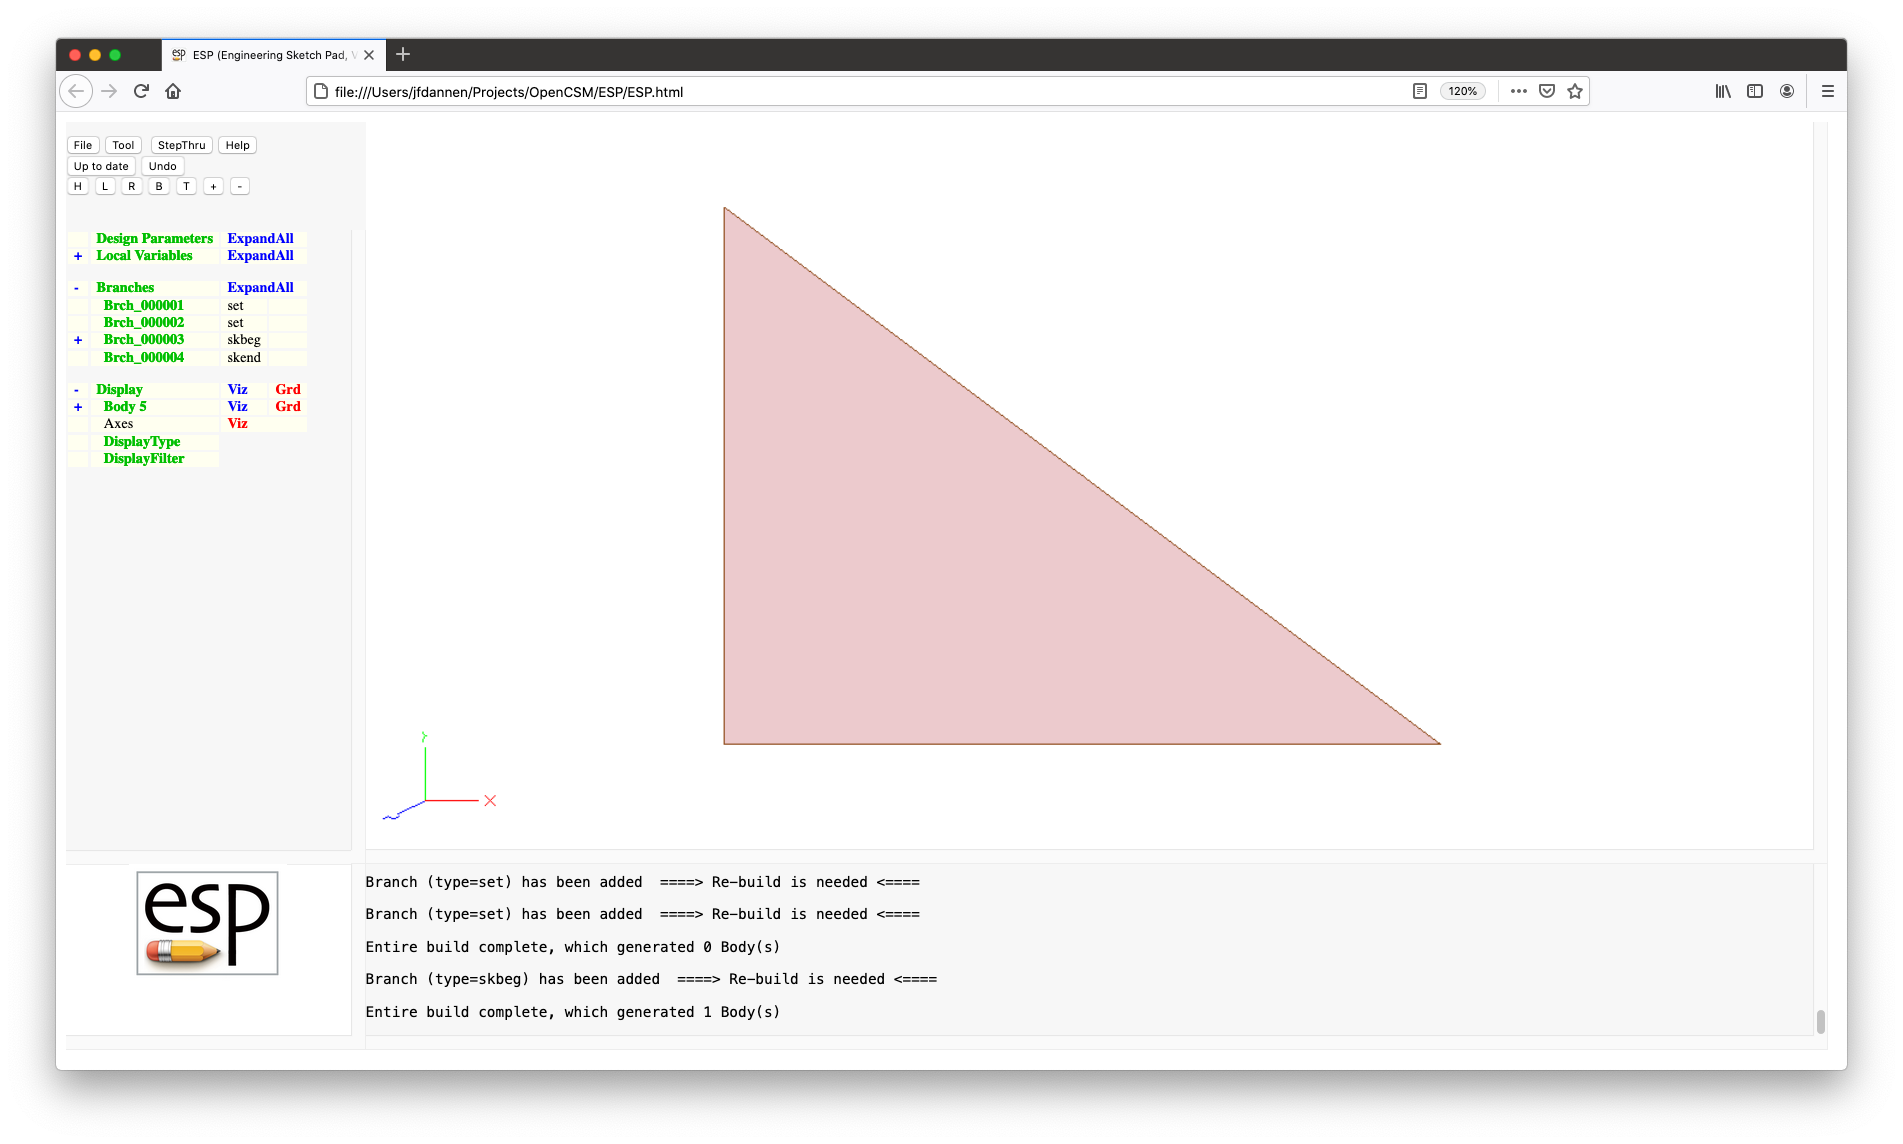 esp ESP (Engineering Sketch Pad, V
file:///Users/jfdannen/Projects/OpenCSM/ESP/ESP.html 120%
File Tool StepThru Help
Up to date Undo
H L R B T + -
Design Parameters ExpandAll
+ Local Variables ExpandAll
- Branches ExpandAll
Brch_000001 set
Brch_000002 set
+ Brch_000003 skbeg
Brch_000004 skend
- Display Viz Grd
+ Body 5 Viz Grd
Axes Viz
DisplayType
DisplayFilter
Y
X
esp
Branch (type=set) has been added  ====> Re-build is needed <====
Branch (type=set) has been added  ====> Re-build is needed <====
Entire build complete, which generated 0 Body(s)
Branch (type=skbeg) has been added  ====> Re-build is needed <====
Entire build complete, which generated 1 Body(s)